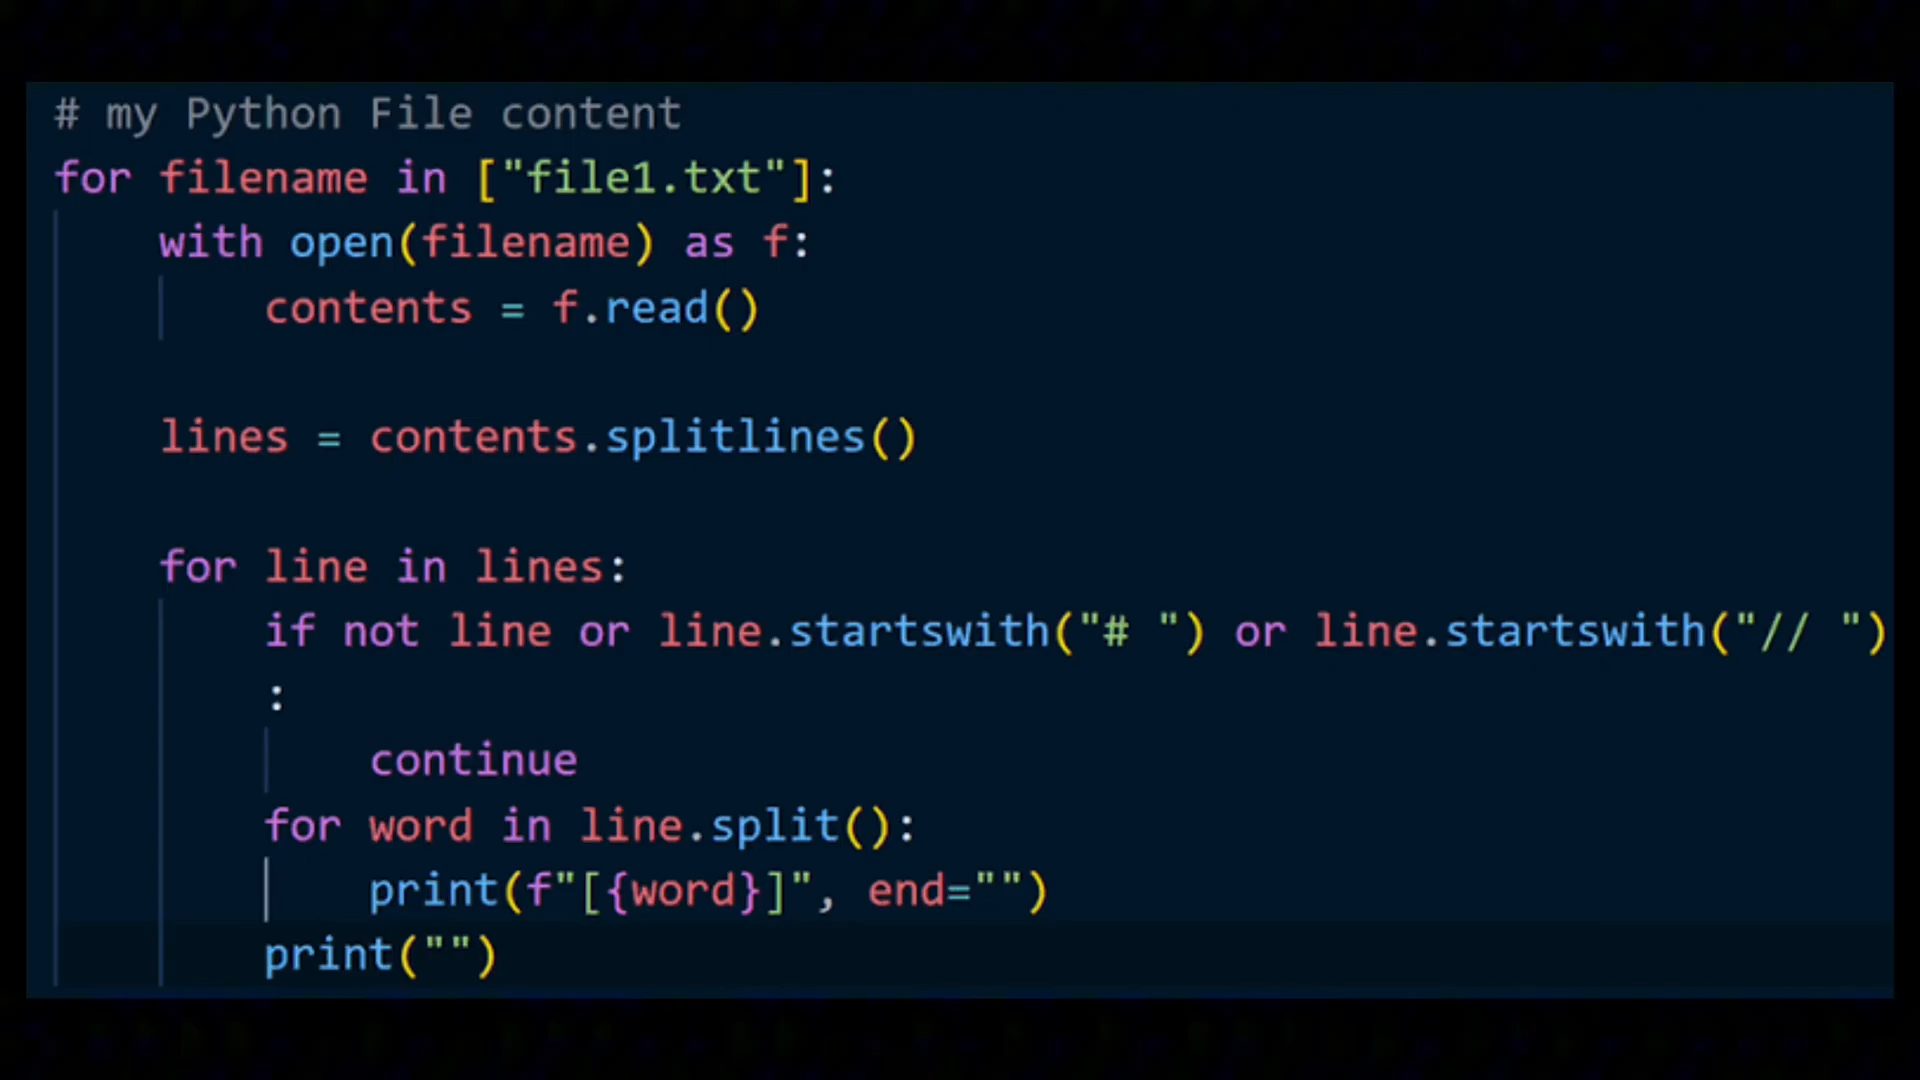 # my Python File content
for filename in ["file1.txt"]:
    with open(filename) as f:
        contents = f.read()

    lines = contents.splitlines()

    for line in lines:
        if not line or line.startswith("# ") or line.startswith("// ")
        :
            continue
        for word in line.split():
            print(f"[{word}]", end="")
        print("")